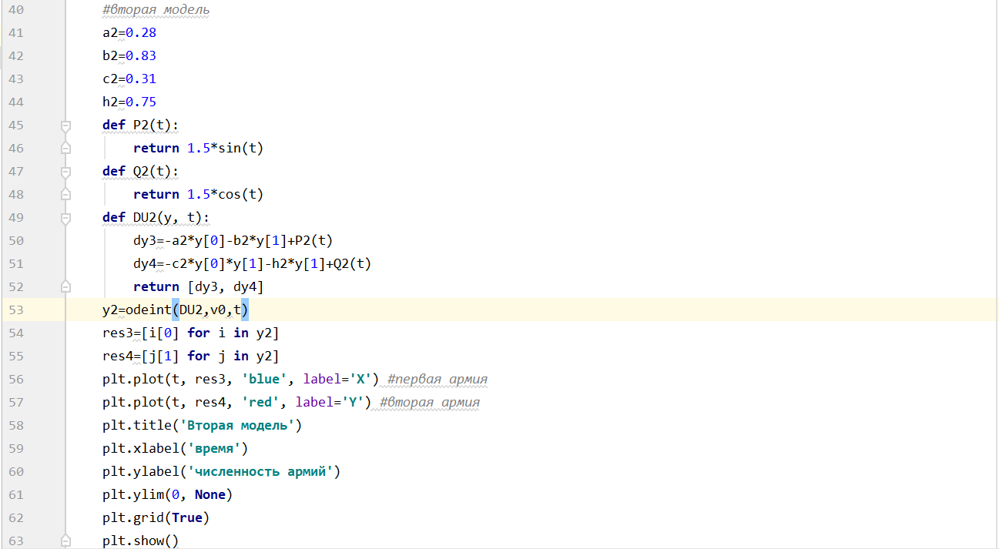 40 #вторая модель
41 a2=0.28
42 b2=0.83
43 c2=0.31
44 h2=0.75
45 def P2(t):
46     return 1.5*sin(t)
47 def Q2(t):
48     return 1.5*cos(t)
49 def DU2(y, t):
50     dy3=-a2*y[0]-b2*y[1]+P2(t)
51     dy4=-c2*y[0]*y[1]-h2*y[1]+Q2(t)
52     return [dy3, dy4]
53 y2=odeint(DU2,v0,t)
54 res3=[i[0] for i in y2]
55 res4=[j[1] for j in y2]
56 plt.plot(t, res3, 'blue', label='X') #первая армия
57 plt.plot(t, res4, 'red', label='Y') #вторая армия
58 plt.title('Вторая модель')
59 plt.xlabel('время')
60 plt.ylabel('численность армий')
61 plt.ylim(0, None)
62 plt.grid(True)
63 plt.show()